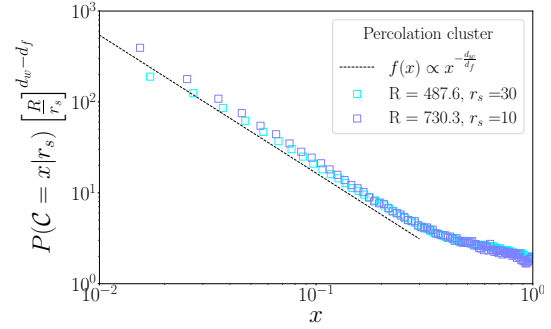 P(𝒞 = x|r_s) [R/r_s]^{d_w−d_f}
10^3
10^2
10^1
10^0
Percolation cluster
f(x) ∝ x^{−d_w/d_f}
R = 487.6, r_s =30
R = 730.3, r_s =10
10^{−2}
10^{−1}
10^0
x